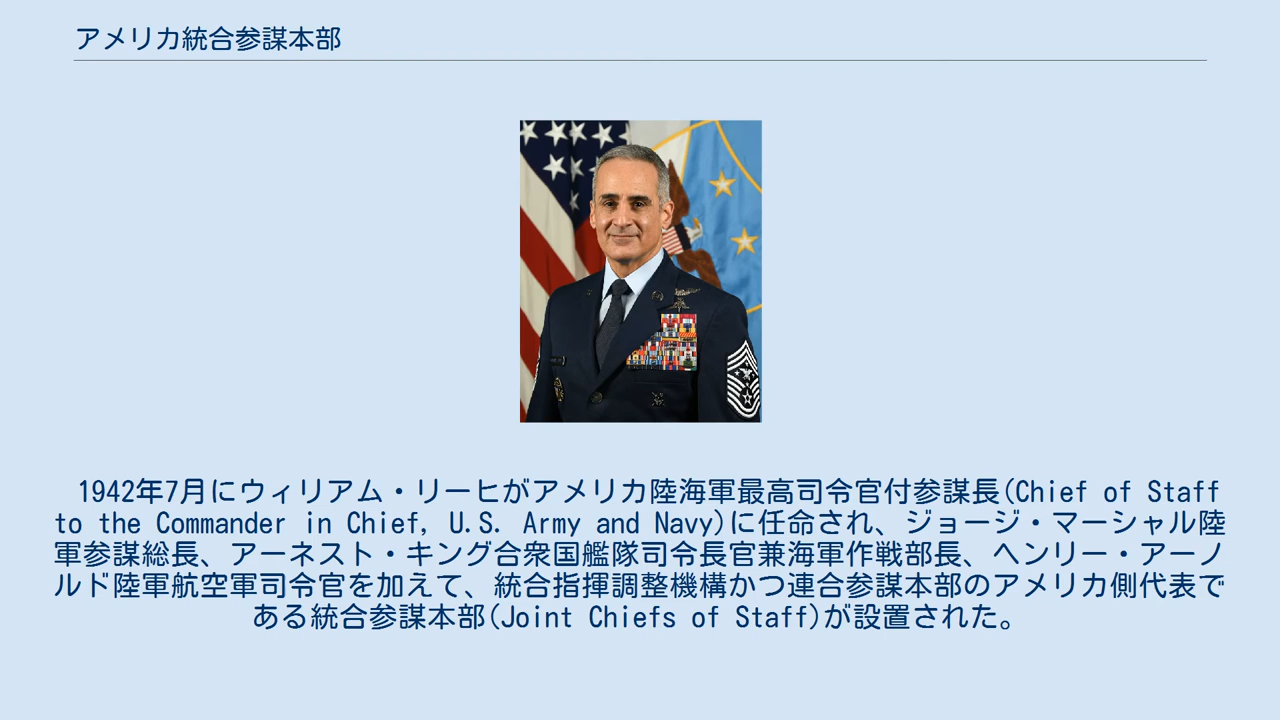 アメリカ統合参謀本部
1942年7月にウィリアム・リーヒがアメリカ陸海軍最高司令官付参謀長(Chief of Staff
to the Commander in Chief, U.S. Army and Navy)に任命され、ジョージ・マーシャル陸
軍参謀総長、アーネスト・キング合衆国艦隊司令長官兼海軍作戦部長、ヘンリー・アーノ
ルド陸軍航空軍司令官を加えて、統合指揮調整機構かつ連合参謀本部のアメリカ側代表で
ある統合参謀本部(Joint Chiefs of Staff)が設置された。